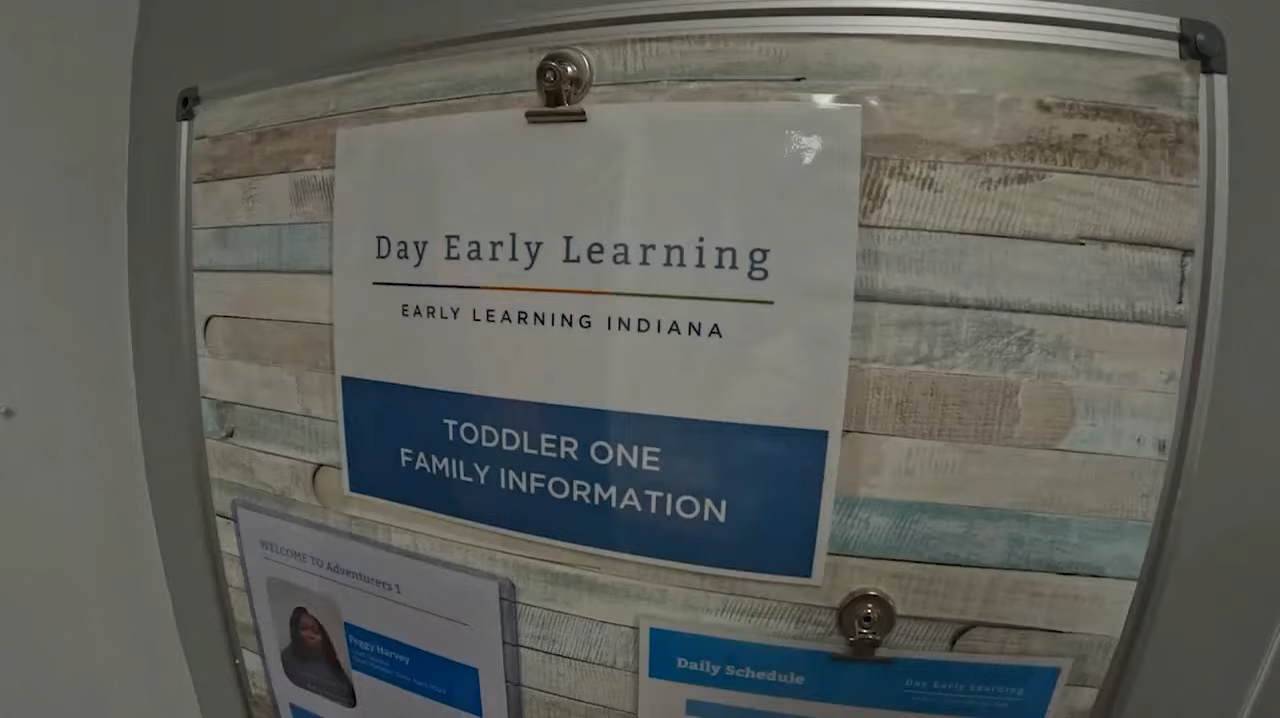 Day Early Learning
EARLY LEARNING INDIANA
TODDLER ONE
FAMILY INFORMATION
WELCOME TO Adventurers 1
Peggy Harvey
Daily Schedule
Day Early Learning